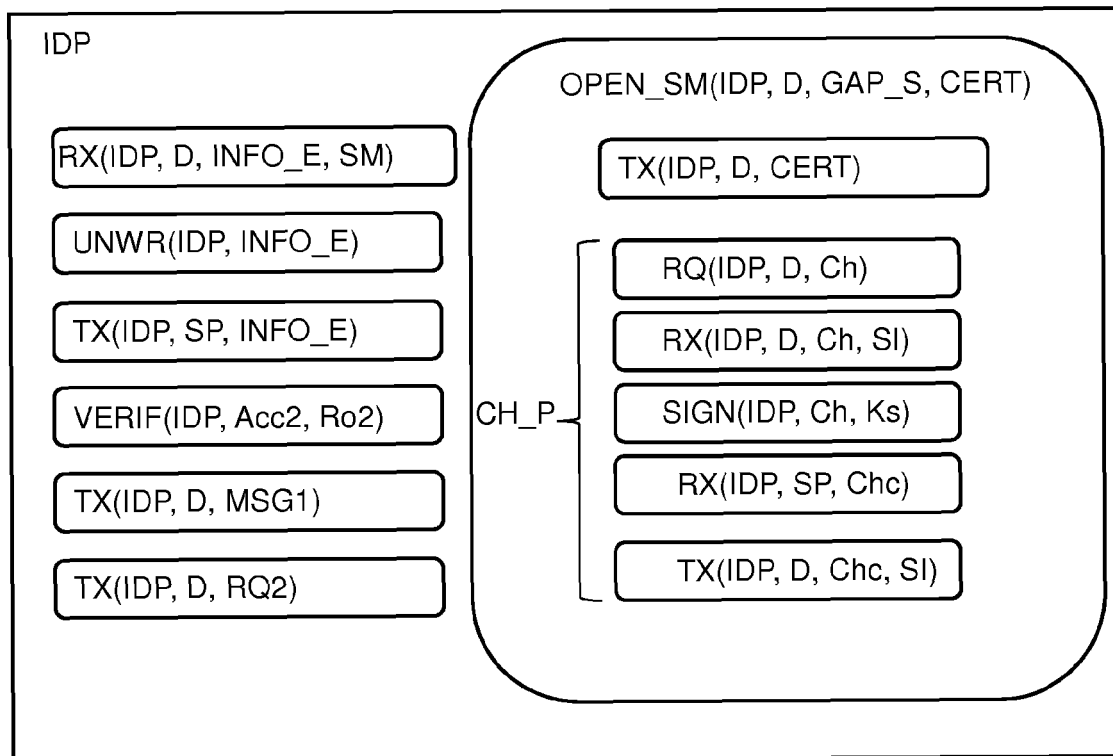 IDP
RX(IDP, D, INFO_E, SM)
UNWR(IDP, INFO_E)
TX(IDP, SP, INFO_E)
VERIF(IDP, Acc2, Ro2)
TX(IDP, D, MSG1)
TX(IDP, D, RQ2)
OPEN_SM(IDP, D, GAP_S, CERT)
TX(IDP, D, CERT)
CH_P
RQ(IDP, D, Ch)
RX(IDP, D, Ch, SI)
SIGN(IDP, Ch, Ks)
RX(IDP, SP, Chc)
TX(IDP, D, Chc, SI)